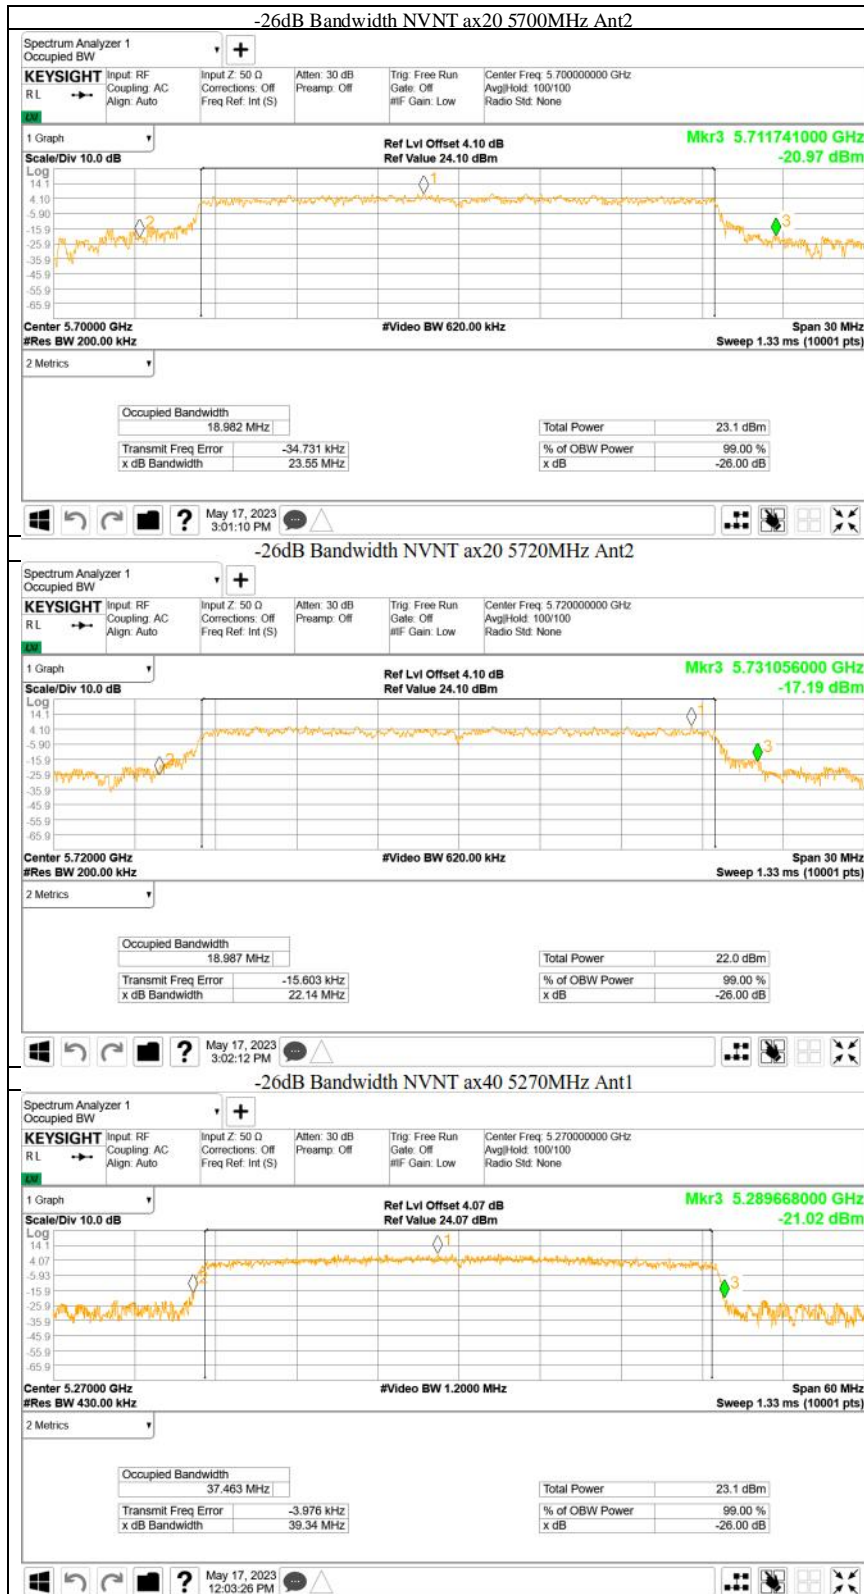 -26dB Bandwidth NVNT ax20 5700MHz Ant2
Spectrum Analyzer 1
Occupied BW
KEYSIGHT Input: RF Input Z: 50 Ω Atten: 30 dB Trig: Free Run Center Freq: 5.700000000 GHz
R L Coupling: AC Corrections: Off Preamp: Off Gate: Off Avg|Hold: 100/100
Align: Auto Freq Ref: Int (S) #IF Gain: Low Radio Std: None
1 Graph Ref Lvl Offset 4.10 dB Mkr3 5.711741000 GHz
Scale/Div 10.0 dB Ref Value 24.10 dBm -20.97 dBm
Log
14.1
4.10
-5.90
-15.9
-25.9
-35.9
-45.9
-55.9
-65.9
1
2
3
Center 5.70000 GHz #Video BW 620.00 kHz Span 30 MHz
#Res BW 200.00 kHz Sweep 1.33 ms (10001 pts)
2 Metrics
Occupied Bandwidth
18.982 MHz Total Power 23.1 dBm
Transmit Freq Error -34.731 kHz % of OBW Power 99.00 %
x dB Bandwidth 23.55 MHz x dB -26.00 dB
? May 17, 2023
3:01:10 PM
-26dB Bandwidth NVNT ax20 5720MHz Ant2
Spectrum Analyzer 1
Occupied BW
KEYSIGHT Input: RF Input Z: 50 Ω Atten: 30 dB Trig: Free Run Center Freq: 5.720000000 GHz
R L Coupling: AC Corrections: Off Preamp: Off Gate: Off Avg|Hold: 100/100
Align: Auto Freq Ref: Int (S) #IF Gain: Low Radio Std: None
1 Graph Ref Lvl Offset 4.10 dB Mkr3 5.731056000 GHz
Scale/Div 10.0 dB Ref Value 24.10 dBm -17.19 dBm
Log
14.1
4.10
-5.90
-15.9
-25.9
-35.9
-45.9
-55.9
-65.9
1
2
3
Center 5.72000 GHz #Video BW 620.00 kHz Span 30 MHz
#Res BW 200.00 kHz Sweep 1.33 ms (10001 pts)
2 Metrics
Occupied Bandwidth
18.987 MHz Total Power 22.0 dBm
Transmit Freq Error -15.603 kHz % of OBW Power 99.00 %
x dB Bandwidth 22.14 MHz x dB -26.00 dB
? May 17, 2023
3:02:12 PM
-26dB Bandwidth NVNT ax40 5270MHz Ant1
Spectrum Analyzer 1
Occupied BW
KEYSIGHT Input: RF Input Z: 50 Ω Atten: 30 dB Trig: Free Run Center Freq: 5.270000000 GHz
R L Coupling: AC Corrections: Off Preamp: Off Gate: Off Avg|Hold: 100/100
Align: Auto Freq Ref: Int (S) #IF Gain: Low Radio Std: None
1 Graph Ref Lvl Offset 4.07 dB Mkr3 5.289668000 GHz
Scale/Div 10.0 dB Ref Value 24.07 dBm -21.02 dBm
Log
14.1
4.07
-5.93
-15.9
-25.9
-35.9
-45.9
-55.9
-65.9
1
2
3
Center 5.27000 GHz #Video BW 1.2000 MHz Span 60 MHz
#Res BW 430.00 kHz Sweep 1.33 ms (10001 pts)
2 Metrics
Occupied Bandwidth
37.463 MHz Total Power 23.1 dBm
Transmit Freq Error -3.976 kHz % of OBW Power 99.00 %
x dB Bandwidth 39.34 MHz x dB -26.00 dB
? May 17, 2023
12:03:26 PM